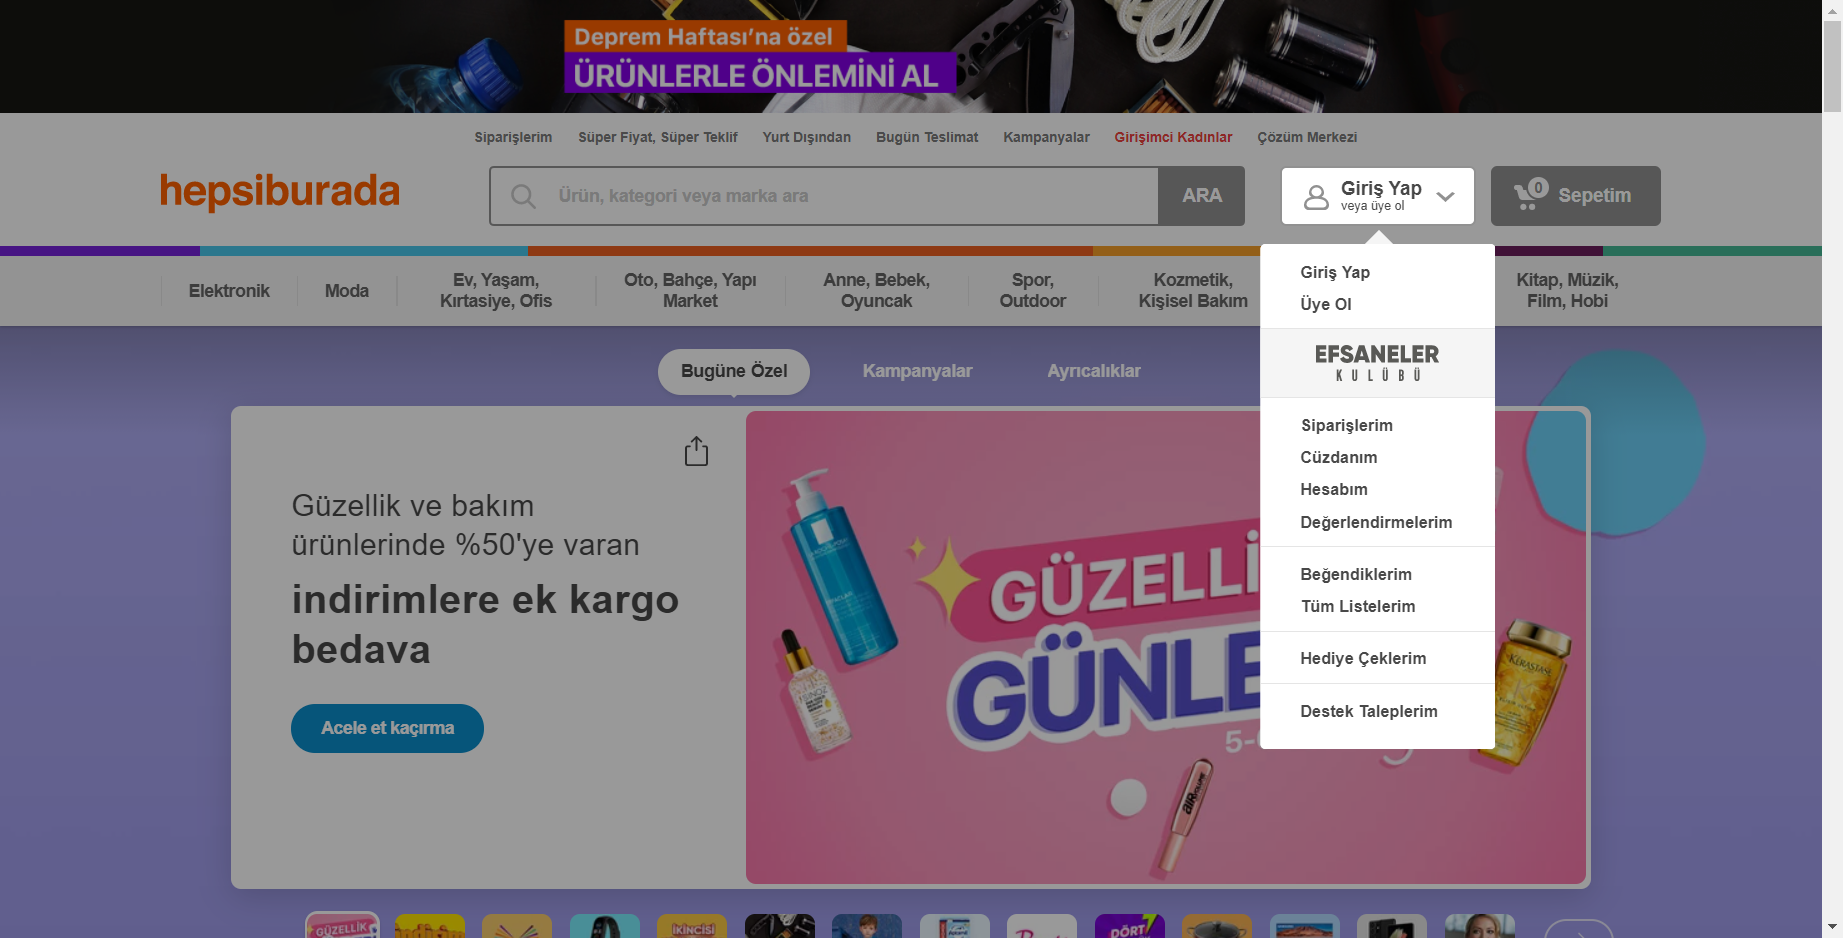 Deprem Haftası'na özel
ÜRÜNLERLE ÖNLEMİNİ AL
Siparişlerim
Süper Fiyat, Süper Teklif
Yurt Dışından
Bugün Teslimat
Kampanyalar
Girişimci Kadınlar
Çözüm Merkezi
hepsiburada
Ürün, kategori veya marka ara
ARA
Giriş Yap
veya üye ol
0
Sepetim
Elektronik
Moda
Ev, Yaşam,
Kırtasiye, Ofis
Oto, Bahçe, Yapı
Market
Anne, Bebek,
Oyuncak
Spor,
Outdoor
Kozmetik,
Kişisel Bakım
Kitap, Müzik,
Film, Hobi
Giriş Yap
Üye Ol
EFSANELER
KULÜBÜ
Siparişlerim
Cüzdanım
Hesabım
Değerlendirmelerim
Beğendiklerim
Tüm Listelerim
Hediye Çeklerim
Destek Taleplerim
Bugüne Özel
Kampanyalar
Ayrıcalıklar
Güzellik ve bakım
ürünlerinde %50'ye varan
indirimlere ek kargo
bedava
Acele et kaçırma
GÜZELLİ
GÜNLE
5-
KERASTASE
AIR VOLUME
GÜZELLİK
İKİNCİSİ
DÖRT